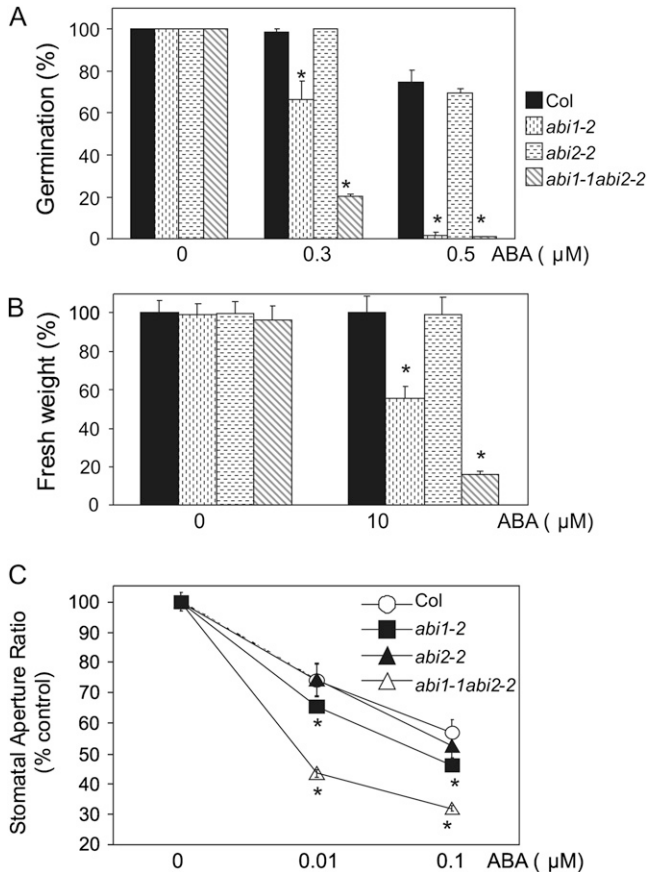 A
Germination (%)
100
80
60
40
20
0
*
*
*
*
0
0.3
0.5
ABA ( µM)
Col
abi1-2
abi2-2
abi1-1abi2-2
B
Fresh weight (%)
100
80
60
40
20
0
*
*
0
10
ABA ( µM)
C
Stomatal Aperture Ratio
(% control)
100
90
80
70
60
50
40
30
20
Col
abi1-2
abi2-2
abi1-1abi2-2
*
*
*
*
0
0.01
0.1
ABA ( µM)